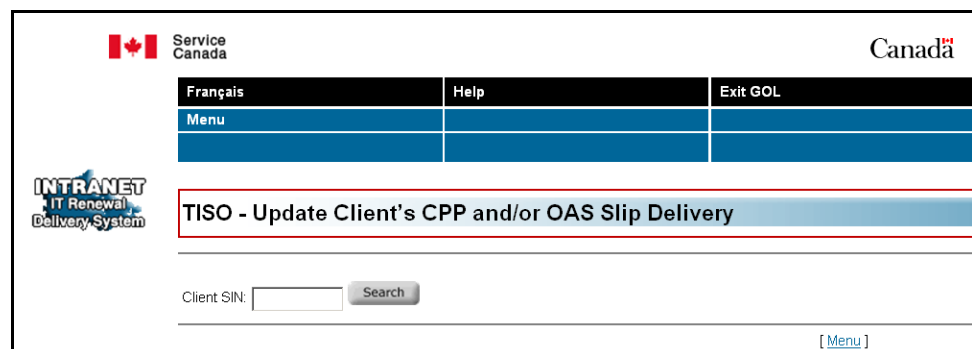 Service
Canada
Canada
Français Help Exit GOL
Menu
INTRANET
IT Renewal
Delivery System
TISO - Update Client's CPP and/or OAS Slip Delivery
Client SIN: Search
[ Menu ]